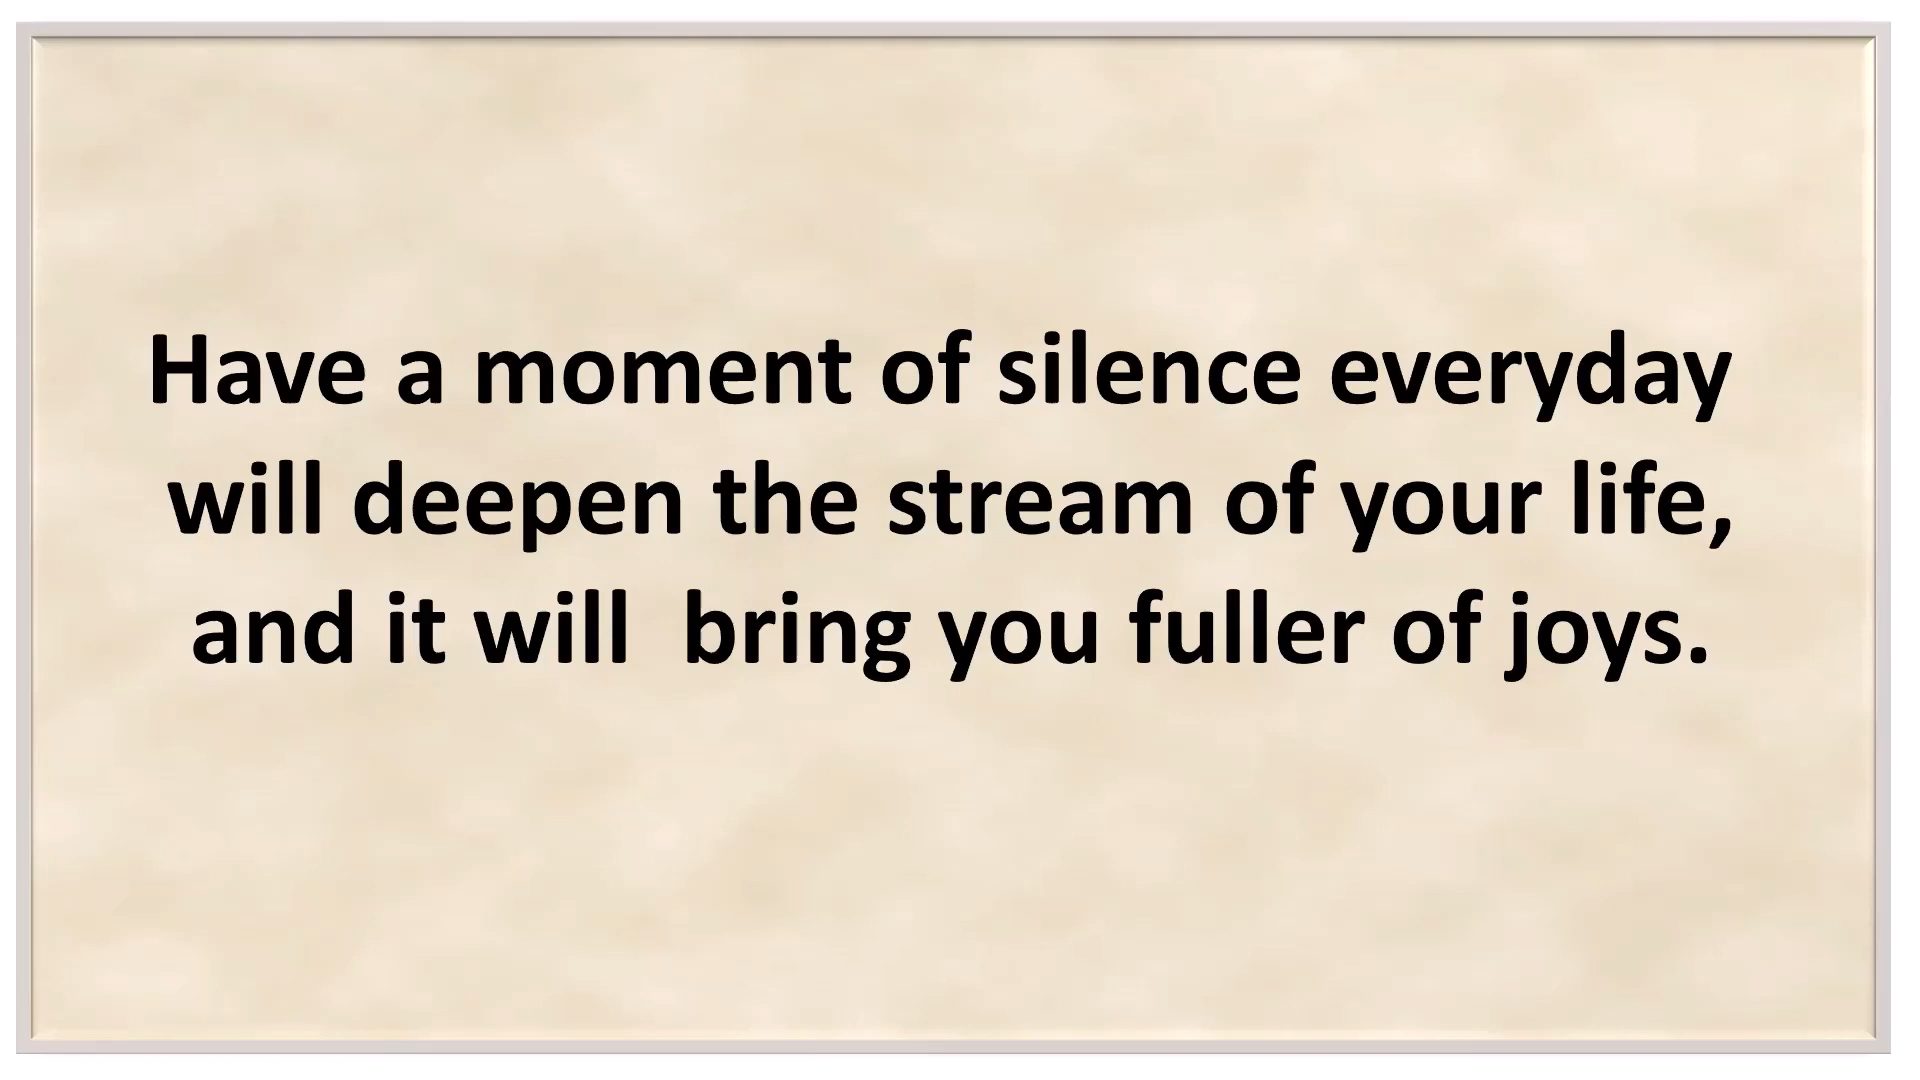 Have a moment of silence everyday
will deepen the stream of your life,
and it will  bring you fuller of joys.